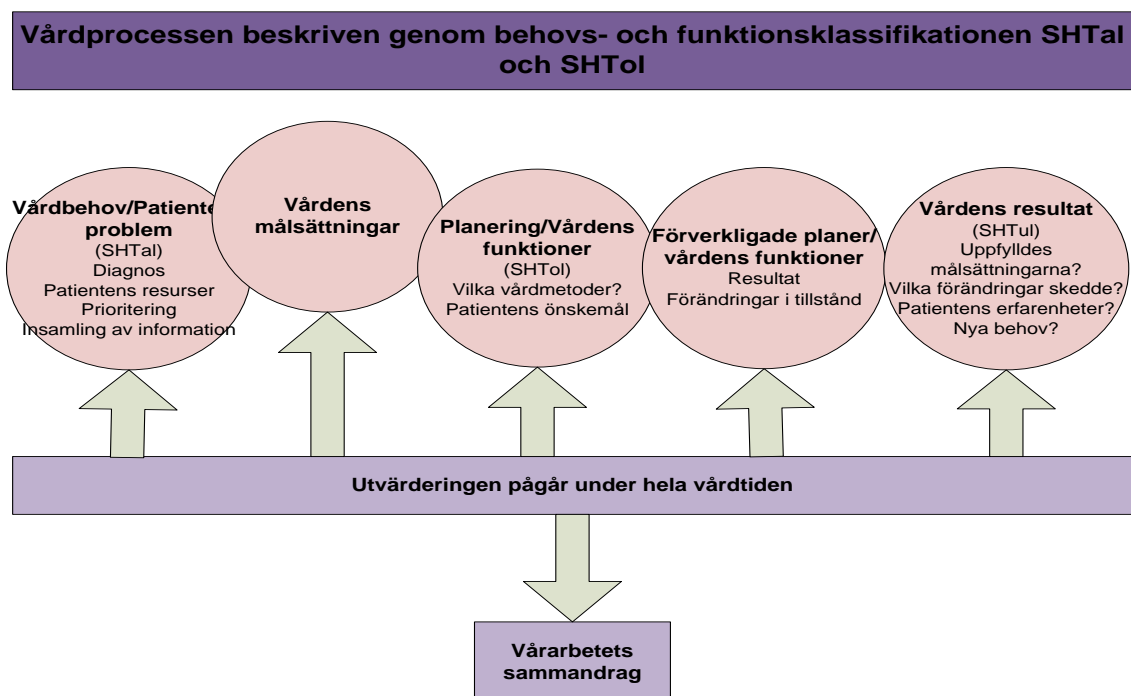 Vårdprocessen beskriven genom behovs- och funktionsklassifikationen SHTal
och SHTol
Vårdbehov/Patiente
problem
(SHTal)
Diagnos
Patientens resurser
Prioritering
Insamling av information
Vårdens
målsättningar
Planering/Vårdens
funktioner
(SHTol)
Vilka vårdmetoder?
Patientens önskemål
Förverkligade planer/
vårdens funktioner
Resultat
Förändringar i tillstånd
Vårdens resultat
(SHTul)
Uppfylldes
målsättningarna?
Vilka förändringar skedde?
Patientens erfarenheter?
Nya behov?
Utvärderingen pågår under hela vårdtiden
Vårarbetets
sammandrag